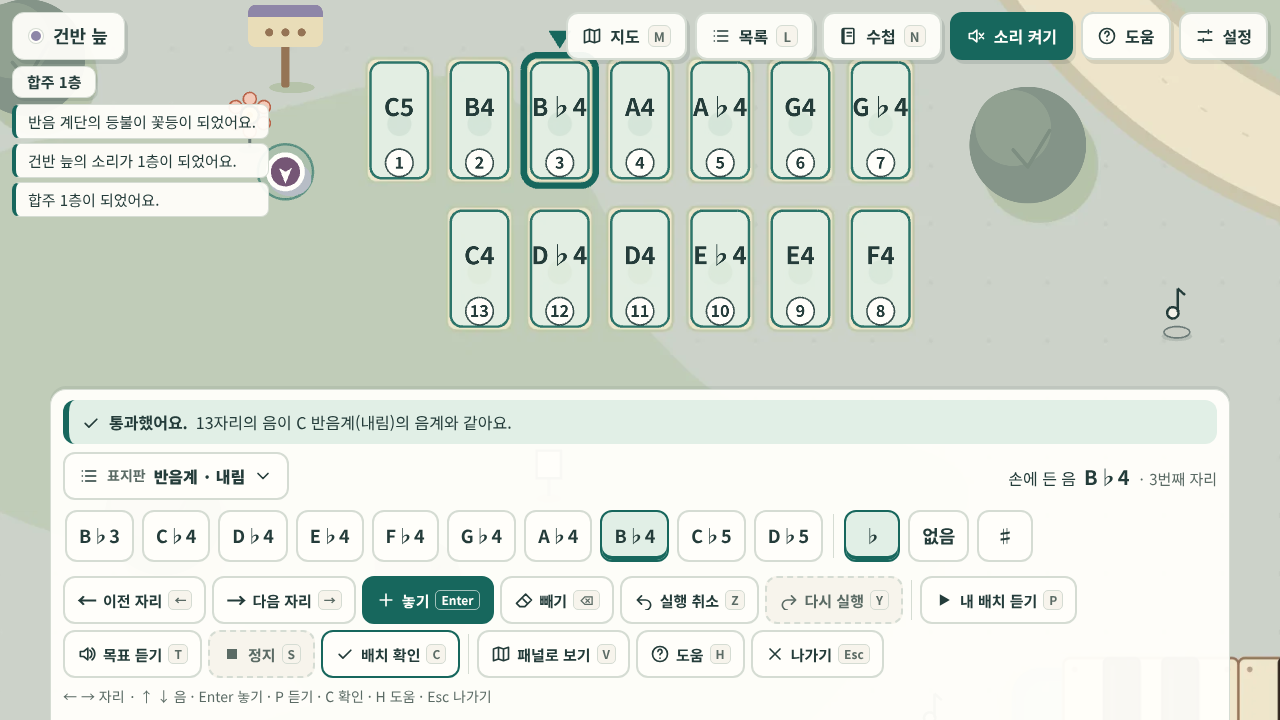 건반 늪
지도 M
목록 L
수첩 N
소리 켜기
도움
설정
합주 1층
반음 계단의 등불이 꽃등이 되었어요.
건반 늪의 소리가 1층이 되었어요.
합주 1층이 되었어요.
C5 B4 B♭4 A4 A♭4 G4 G♭4
1 2 3 4 5 6 7
C4 D♭4 D4 E♭4 E4 F4
13 12 11 10 9 8
통과했어요. 13자리의 음이 C 반음계(내림)의 음계와 같아요.
표지판 반음계 · 내림
손에 든 음 B♭4 · 3번째 자리
B♭3 C♭4 D♭4 E♭4 F♭4 G♭4 A♭4 B♭4 C♭5 D♭5 ♭ 없음 ♯
← 이전 자리 ← → 다음 자리 → + 놓기 Enter 빼기 ⌫ 실행 취소 Z 다시 실행 Y 내 배치 듣기 P
목표 듣기 T 정지 S 배치 확인 C 패널로 보기 V 도움 H 나가기 Esc
← → 자리 · ↑ ↓ 음 · Enter 놓기 · P 듣기 · C 확인 · H 도움 · Esc 나가기